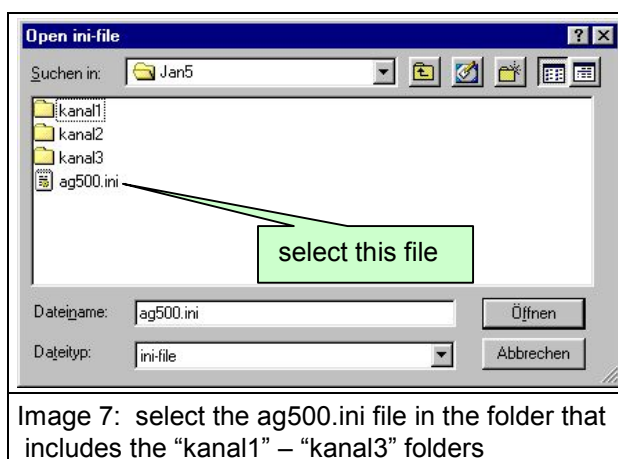 Open ini-file
Suchen in: Jan5
kanal1
kanal2
kanal3
ag500.ini
select this file
Dateiname: ag500.ini Öffnen
Dateityp: ini-file Abbrechen
Image 7: select the ag500.ini file in the folder that
includes the “kanal1” – “kanal3” folders